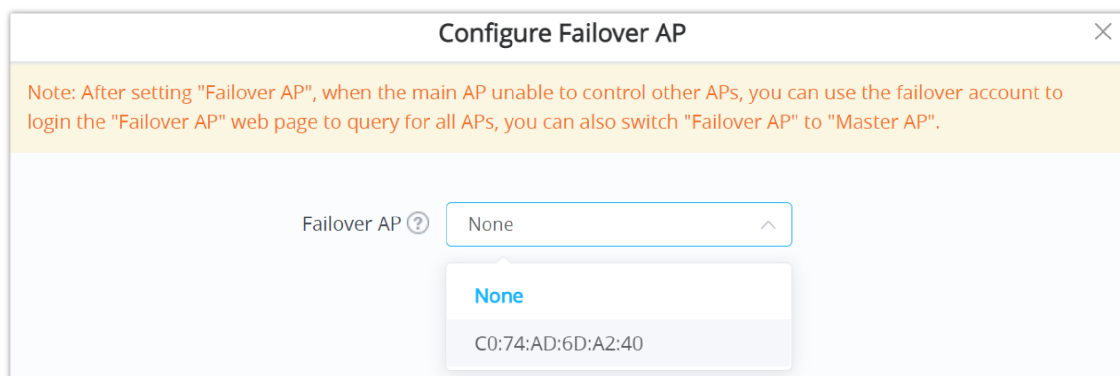 Configure Failover AP
Note: After setting "Failover AP", when the main AP unable to control other APs, you can use the failover account to
login the "Failover AP" web page to query for all APs, you can also switch "Failover AP" to "Master AP".
Failover AP ? None
None
C0:74:AD:6D:A2:40